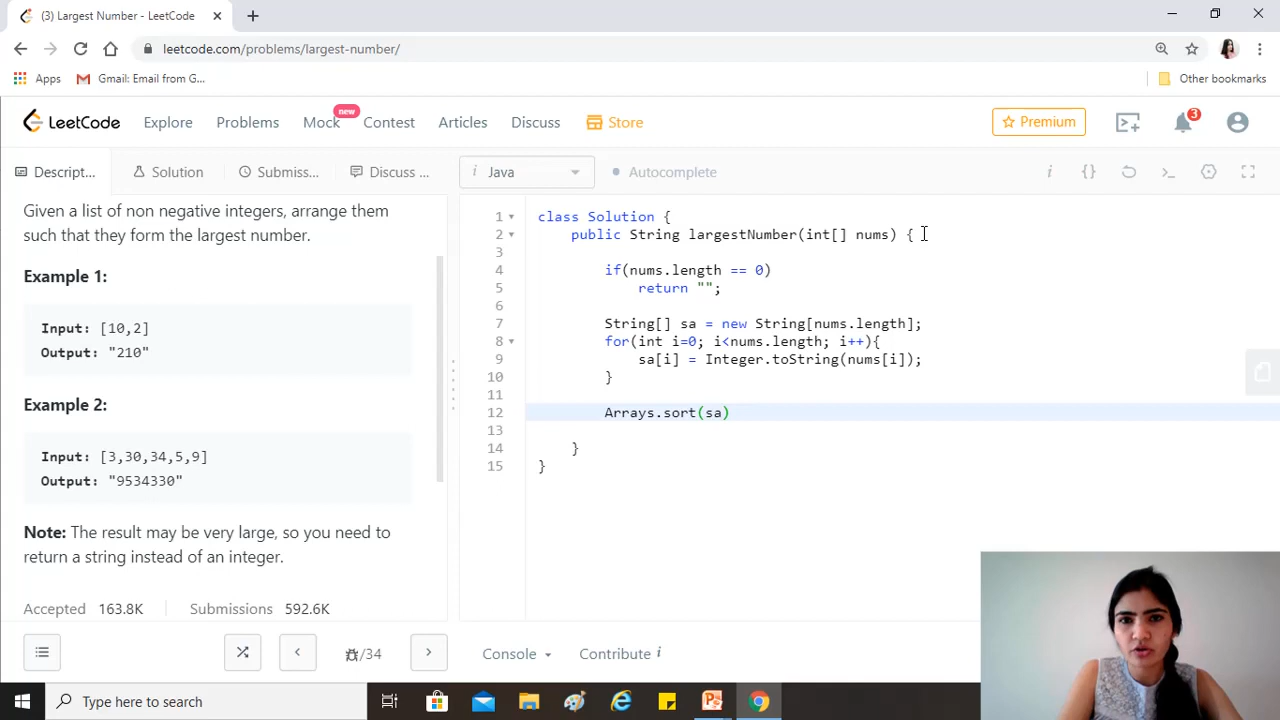 (3) Largest Number - LeetCode
leetcode.com/problems/largest-number/
Apps Gmail: Email from G... Other bookmarks
LeetCode Explore Problems Mock new Contest Articles Discuss Store Premium 3
Descript... Solution Submiss... Discuss ... i Java Autocomplete
Given a list of non negative integers, arrange them
such that they form the largest number.
Example 1:
Input: [10,2]
Output: "210"
Example 2:
Input: [3,30,34,5,9]
Output: "9534330"
Note: The result may be very large, so you need to
return a string instead of an integer.
Accepted 163.8K Submissions 592.6K
1 class Solution {
2 public String largestNumber(int[] nums) {
3
4 if(nums.length == 0)
5 return "";
6
7 String[] sa = new String[nums.length];
8 for(int i=0; i<nums.length; i++){
9 sa[i] = Integer.toString(nums[i]);
10 }
11
12 Arrays.sort(sa)
13
14 }
15 }
/34 Console Contribute i
Type here to search